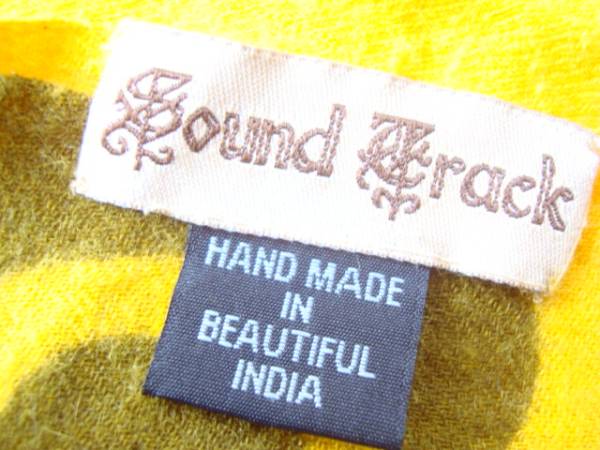 Sound Track
HAND MADE
IN
BEAUTIFUL
INDIA